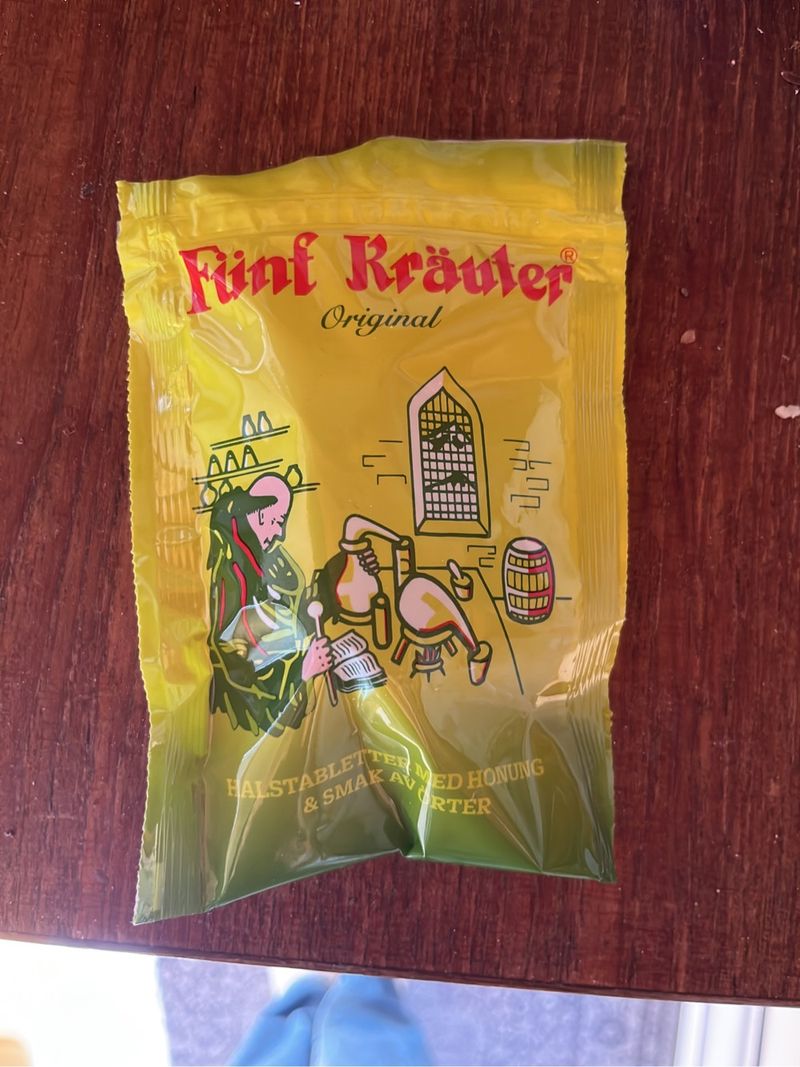 Fünf Kräuter®
Original
HALSTABLETTER MED HONUNG
& SMAK AV ÖRTER